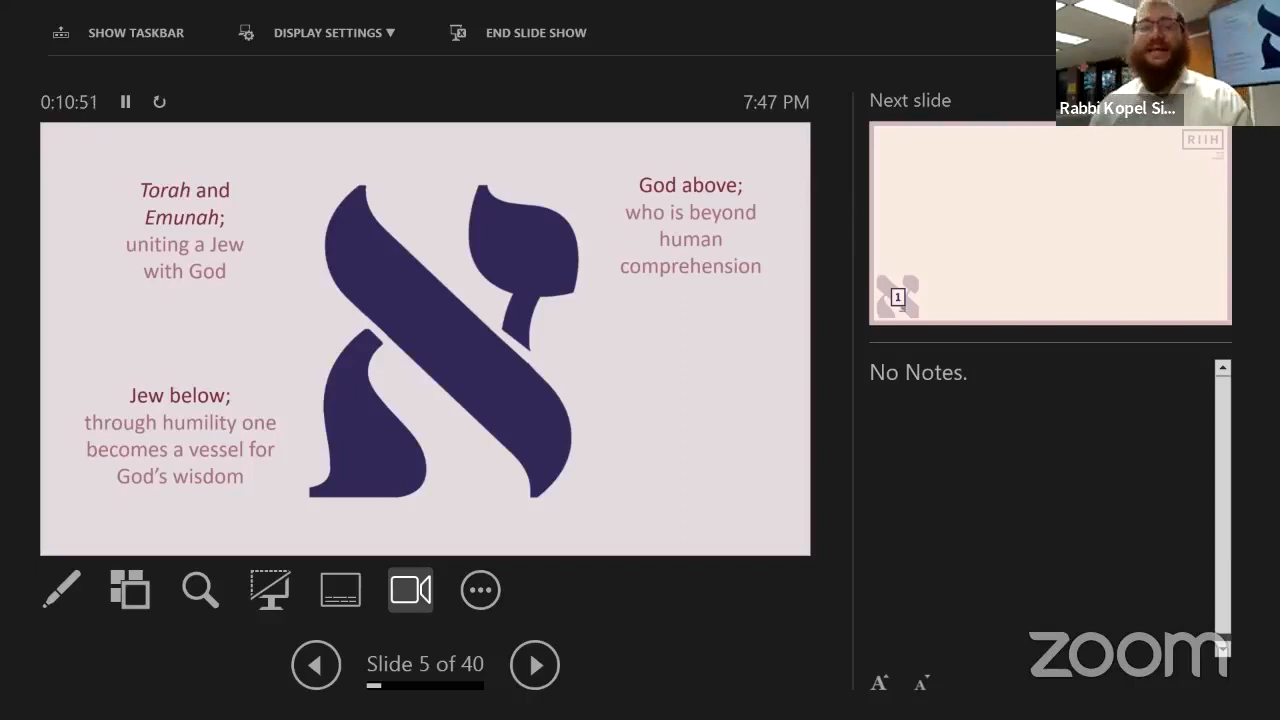 SHOW TASKBAR
DISPLAY SETTINGS ▼
END SLIDE SHOW
Rabbi Kopel Si...
0:10:51
7:47 PM
Next slide
Torah and
Emunah;
uniting a Jew
with God
א
God above;
who is beyond
human
comprehension
Jew below;
through humility one
becomes a vessel for
God's wisdom
RIIH
1
No Notes.
Slide 5 of 40
A A
zoom